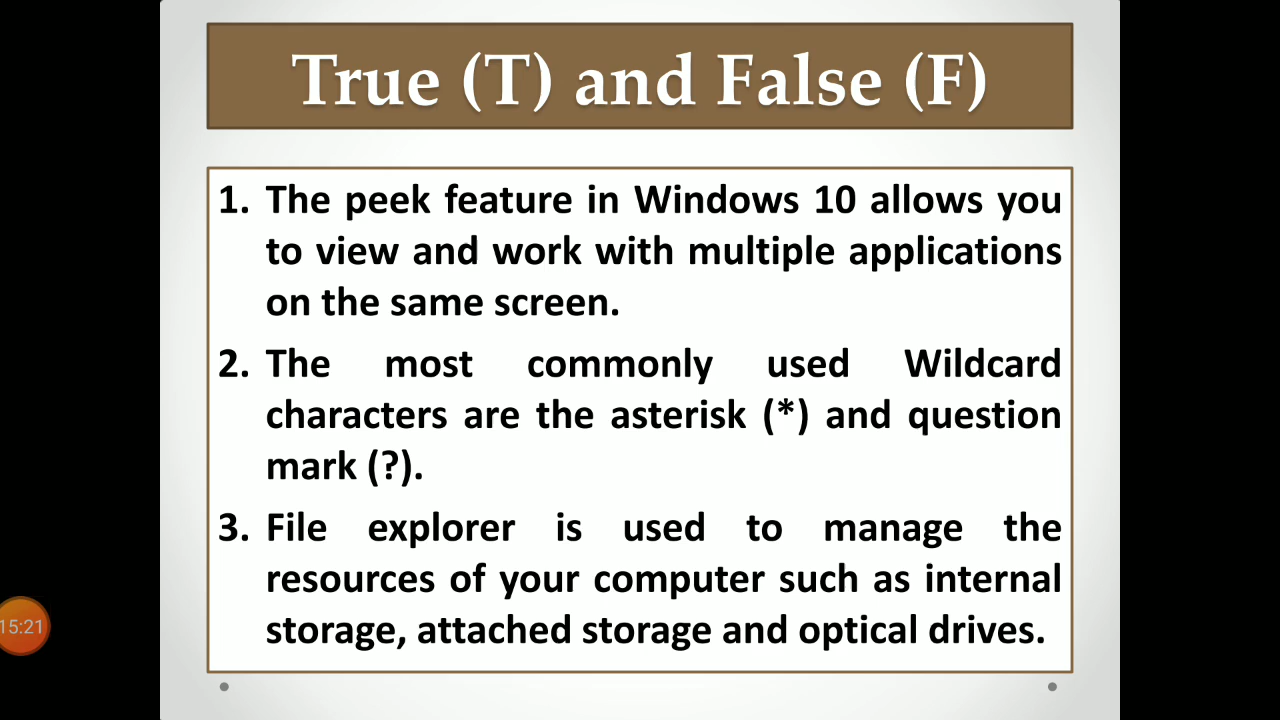 True (T) and False (F)
1. The peek feature in Windows 10 allows you
to view and work with multiple applications
on the same screen.
2. The most commonly used Wildcard
characters are the asterisk (*) and question
mark (?).
3. File explorer is used to manage the
resources of your computer such as internal
storage, attached storage and optical drives.
15:21